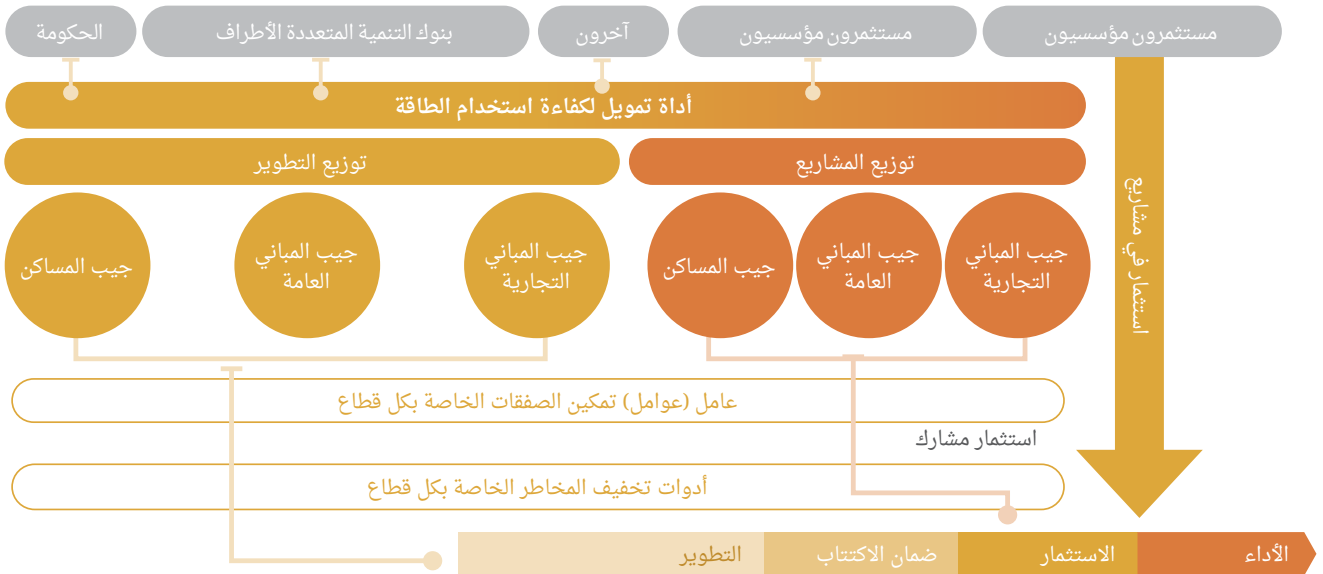 مستثمرون مؤسسيون
مستثمرون مؤسسيون
آخرون
بنوك التنمية المتعددة الأطراف
الحكومة
أداة تمويل لكفاءة استخدام الطاقة
توزيع المشاريع
توزيع التطوير
جيب المباني
التجارية
جيب المباني
العامة
جيب المساكن
جيب المباني
التجارية
جيب المباني
العامة
جيب المساكن
استثمار في مشاريع
عامل (عوامل) تمكين الصفقات الخاصة بكل قطاع
استثمار مشارك
أدوات تخفيف المخاطر الخاصة بكل قطاع
الأداء
الاستثمار
ضمان الاكتتاب
التطوير